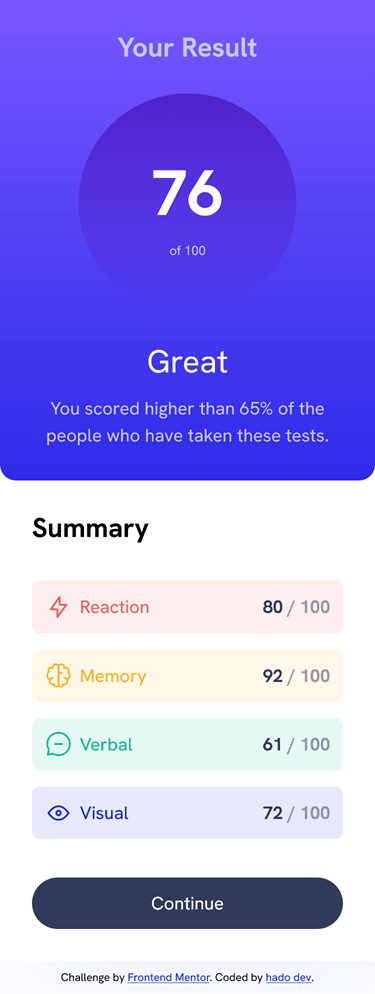 Your Result
76
of 100
Great
You scored higher than 65% of the
people who have taken these tests.
Summary
Reaction 80 / 100
Memory 92 / 100
Verbal 61 / 100
Visual 72 / 100
Continue
Challenge by Frontend Mentor. Coded by hado dev.